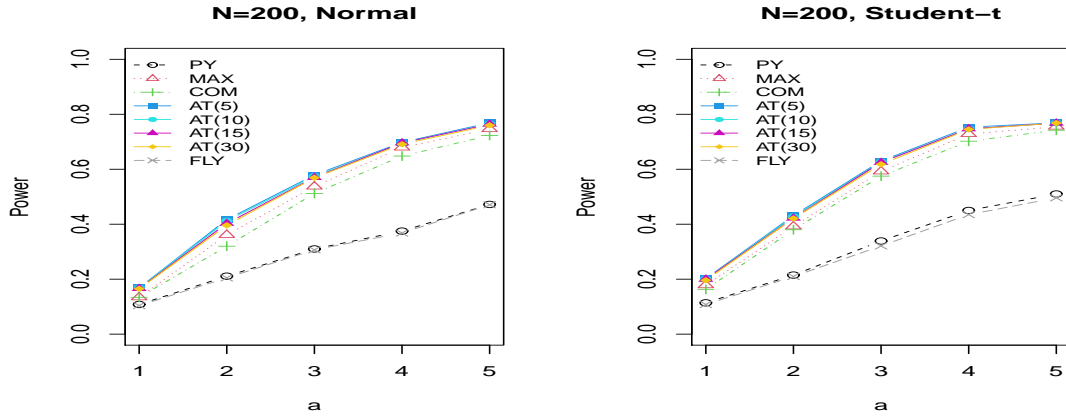 N=200, Normal
Power
0.0 0.2 0.4 0.6 0.8 1.0
PY
MAX
COM
AT(5)
AT(10)
AT(15)
AT(30)
FLY
1 2 3 4 5
a
N=200, Student−t
Power
0.0 0.2 0.4 0.6 0.8 1.0
PY
MAX
COM
AT(5)
AT(10)
AT(15)
AT(30)
FLY
1 2 3 4 5
a